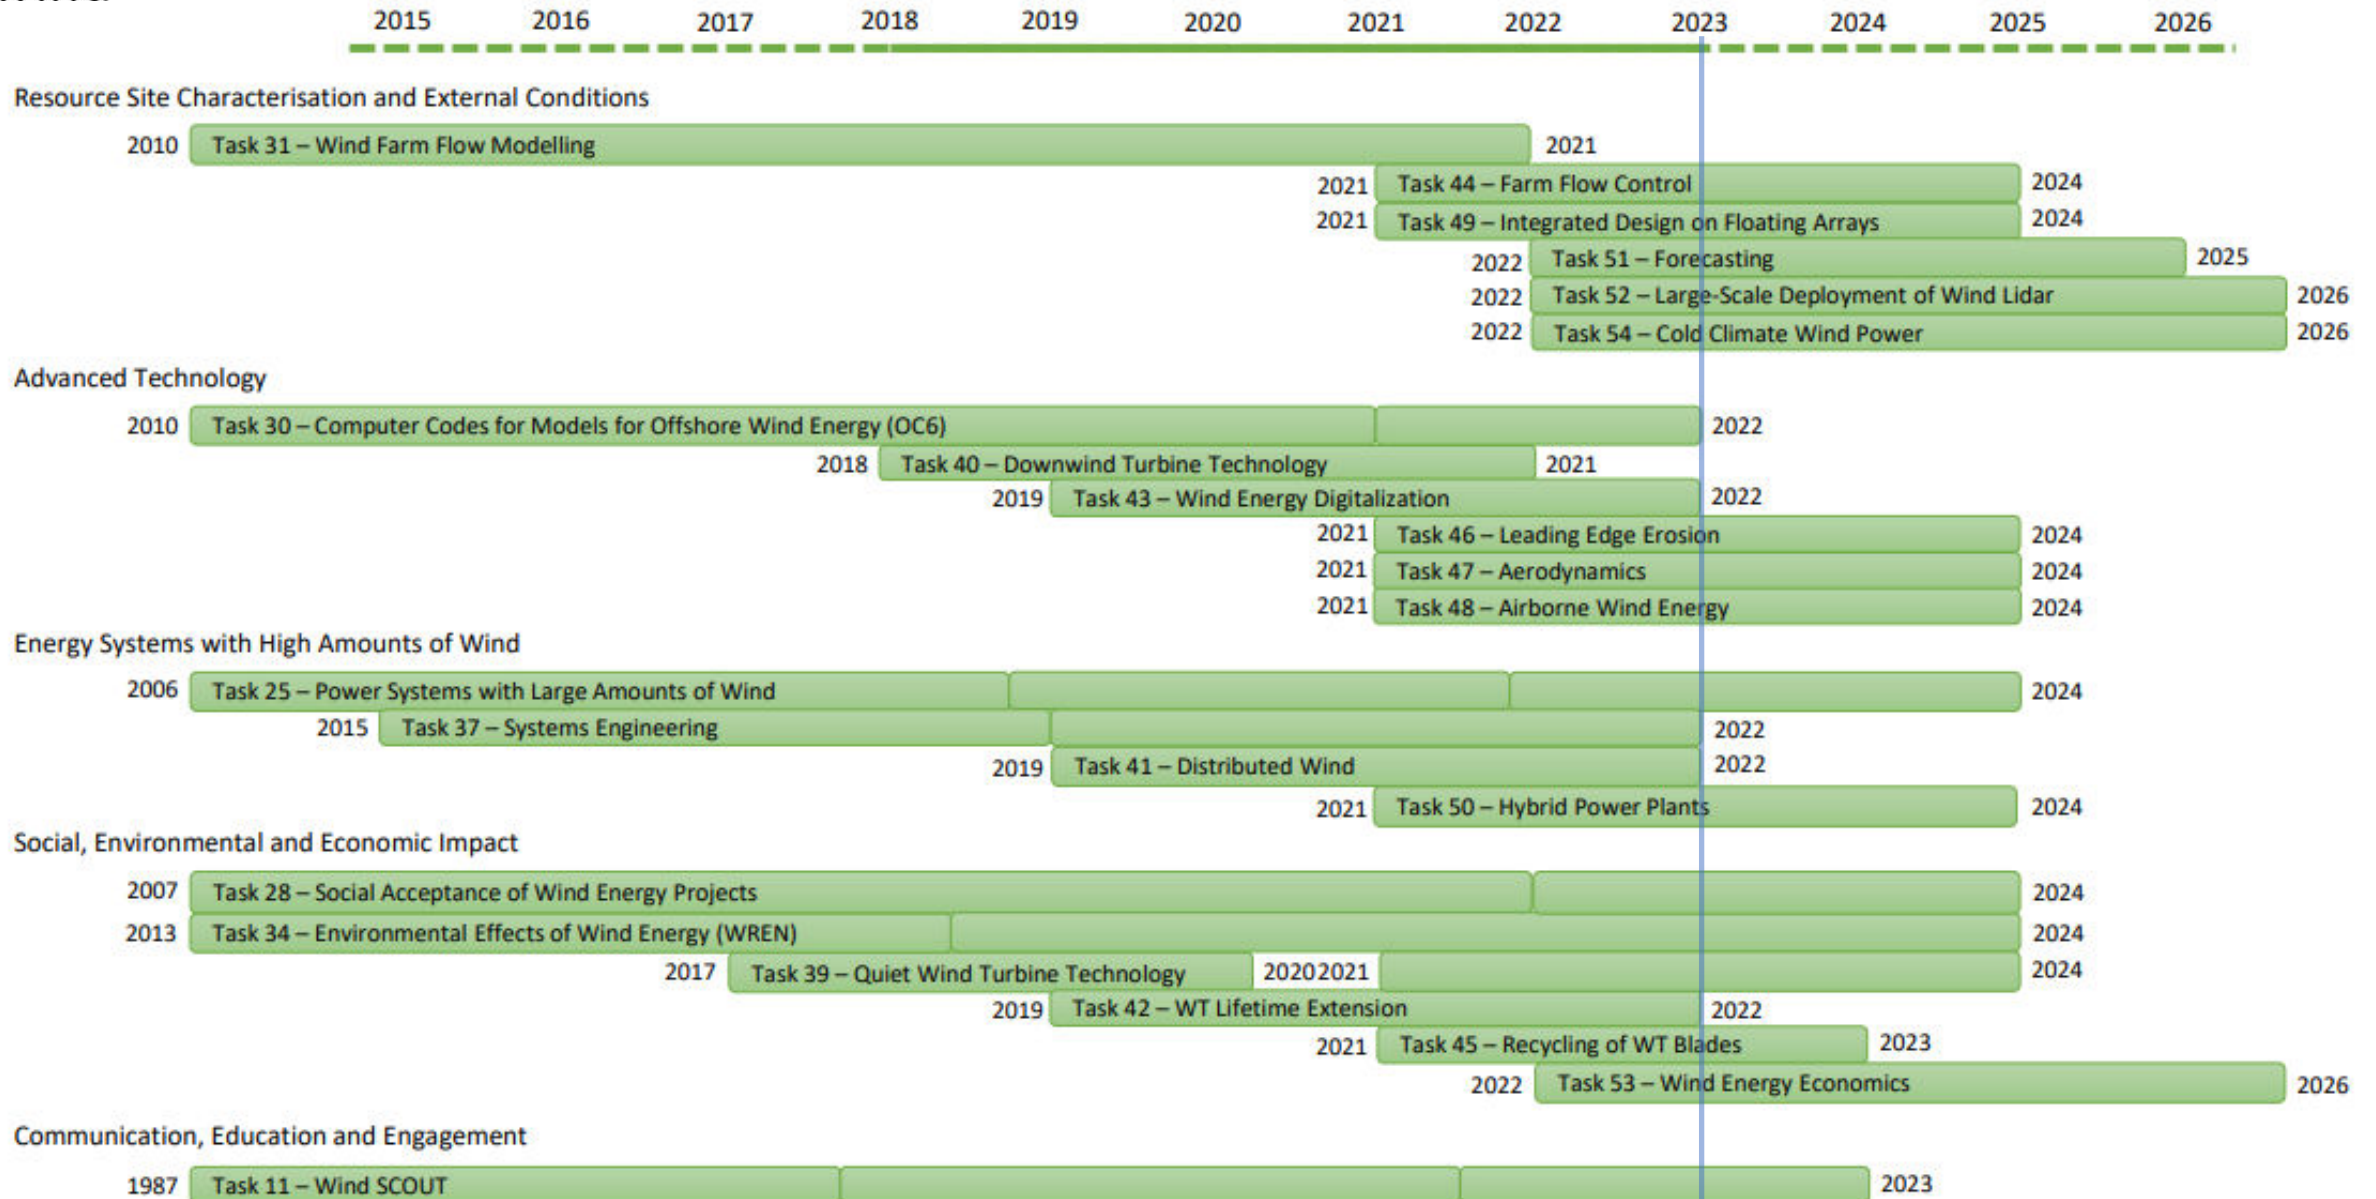 2015 2016 2017 2018 2019 2020 2021 2022 2023 2024 2025 2026
Resource Site Characterisation and External Conditions
2010 Task 31 – Wind Farm Flow Modelling 2021
2021 Task 44 – Farm Flow Control 2024
2021 Task 49 – Integrated Design on Floating Arrays 2024
2022 Task 51 – Forecasting 2025
2022 Task 52 – Large-Scale Deployment of Wind Lidar 2026
2022 Task 54 – Cold Climate Wind Power 2026
Advanced Technology
2010 Task 30 – Computer Codes for Models for Offshore Wind Energy (OC6) 2022
2018 Task 40 – Downwind Turbine Technology 2021
2019 Task 43 – Wind Energy Digitalization 2022
2021 Task 46 – Leading Edge Erosion 2024
2021 Task 47 – Aerodynamics 2024
2021 Task 48 – Airborne Wind Energy 2024
Energy Systems with High Amounts of Wind
2006 Task 25 – Power Systems with Large Amounts of Wind 2024
2015 Task 37 – Systems Engineering 2022
2019 Task 41 – Distributed Wind 2022
2021 Task 50 – Hybrid Power Plants 2024
Social, Environmental and Economic Impact
2007 Task 28 – Social Acceptance of Wind Energy Projects 2024
2013 Task 34 – Environmental Effects of Wind Energy (WREN) 2024
2017 Task 39 – Quiet Wind Turbine Technology 2020 2021 2024
2019 Task 42 – WT Lifetime Extension 2022
2021 Task 45 – Recycling of WT Blades 2023
2022 Task 53 – Wind Energy Economics 2026
Communication, Education and Engagement
1987 Task 11 – Wind SCOUT 2023